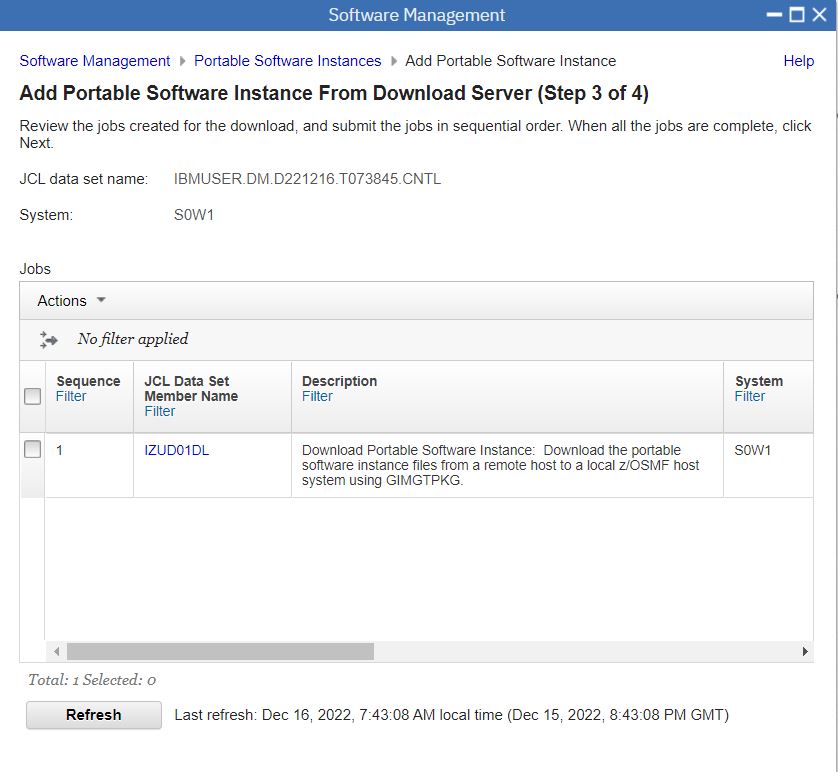 Software Management
Software Management Portable Software Instances Add Portable Software Instance Help
Add Portable Software Instance From Download Server (Step 3 of 4)
Review the jobs created for the download, and submit the jobs in sequential order. When all the jobs are complete, click
Next.
JCL data set name: IBMUSER.DM.D221216.T073845.CNTL
System: S0W1
Jobs
Actions
No filter applied
Sequence JCL Data Set Description System
Filter Member Name Filter Filter
Filter
1 IZUD01DL Download Portable Software Instance: Download the portable S0W1
software instance files from a remote host to a local z/OSMF host
system using GIMGTPKG.
Total: 1 Selected: 0
Refresh Last refresh: Dec 16, 2022, 7:43:08 AM local time (Dec 15, 2022, 8:43:08 PM GMT)